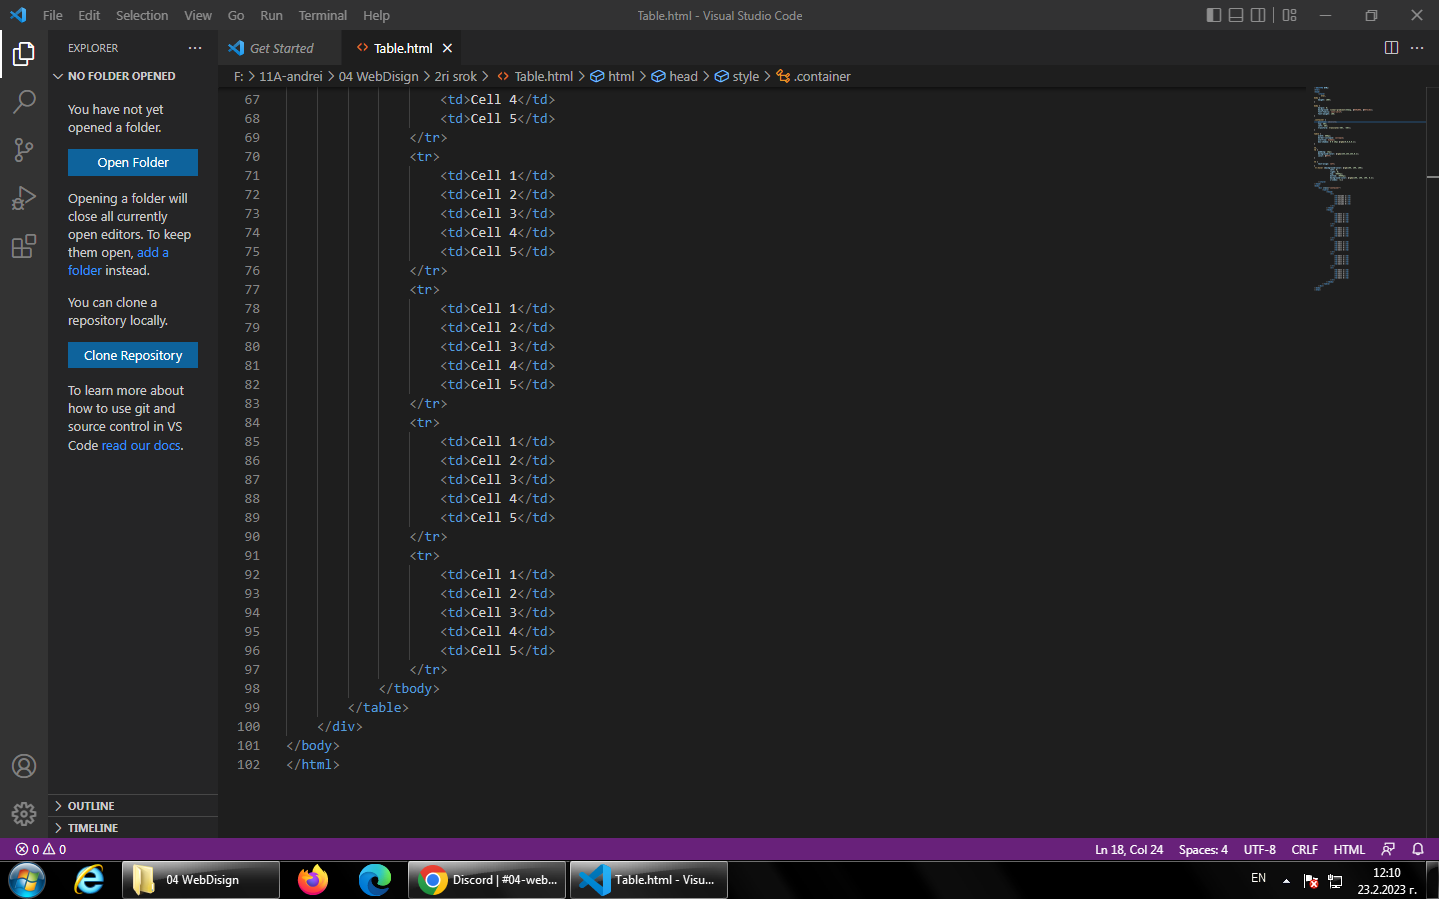 File Edit Selection View Go Run Terminal Help
Table.html - Visual Studio Code
EXPLORER
NO FOLDER OPENED
You have not yet
opened a folder.
Open Folder
Opening a folder will
close all currently
open editors. To keep
them open, add a
folder instead.
You can clone a
repository locally.
Clone Repository
To learn more about
how to use git and
source control in VS
Code read our docs.
OUTLINE
TIMELINE
Get Started
Table.html
F: > 11A-andrei > 04 WebDisign > 2ri srok > Table.html > html > head > style > .container
67 <td>Cell 4</td>
68 <td>Cell 5</td>
69 </tr>
70 <tr>
71 <td>Cell 1</td>
72 <td>Cell 2</td>
73 <td>Cell 3</td>
74 <td>Cell 4</td>
75 <td>Cell 5</td>
76 </tr>
77 <tr>
78 <td>Cell 1</td>
79 <td>Cell 2</td>
80 <td>Cell 3</td>
81 <td>Cell 4</td>
82 <td>Cell 5</td>
83 </tr>
84 <tr>
85 <td>Cell 1</td>
86 <td>Cell 2</td>
87 <td>Cell 3</td>
88 <td>Cell 4</td>
89 <td>Cell 5</td>
90 </tr>
91 <tr>
92 <td>Cell 1</td>
93 <td>Cell 2</td>
94 <td>Cell 3</td>
95 <td>Cell 4</td>
96 <td>Cell 5</td>
97 </tr>
98 </tbody>
99 </table>
100 </div>
101 </body>
102 </html>
0 0
Ln 18, Col 24 Spaces: 4 UTF-8 CRLF HTML
04 WebDisign
Discord | #04-web...
Table.html - Visu...
EN
12:10
23.2.2023 г.